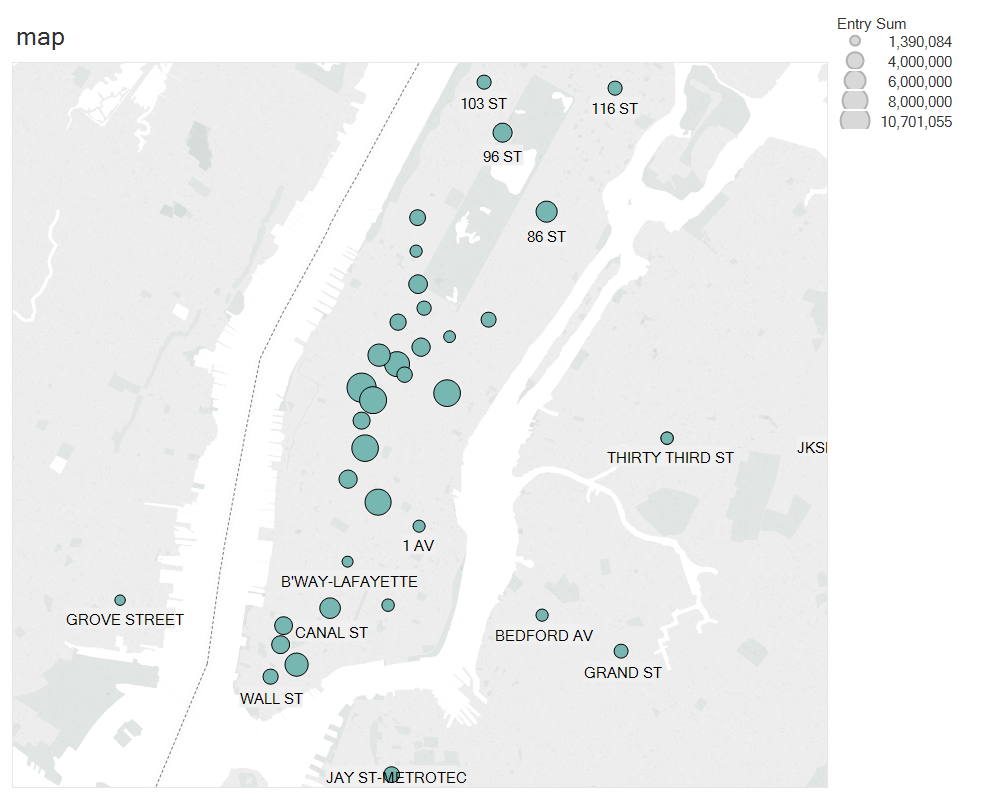 map
Entry Sum
1,390,084
4,000,000
6,000,000
8,000,000
10,701,055
103 ST
116 ST
96 ST
86 ST
THIRTY THIRD ST
JKS
1 AV
B'WAY-LAFAYETTE
GROVE STREET
CANAL ST
BEDFORD AV
GRAND ST
WALL ST
JAY ST-METROTEC